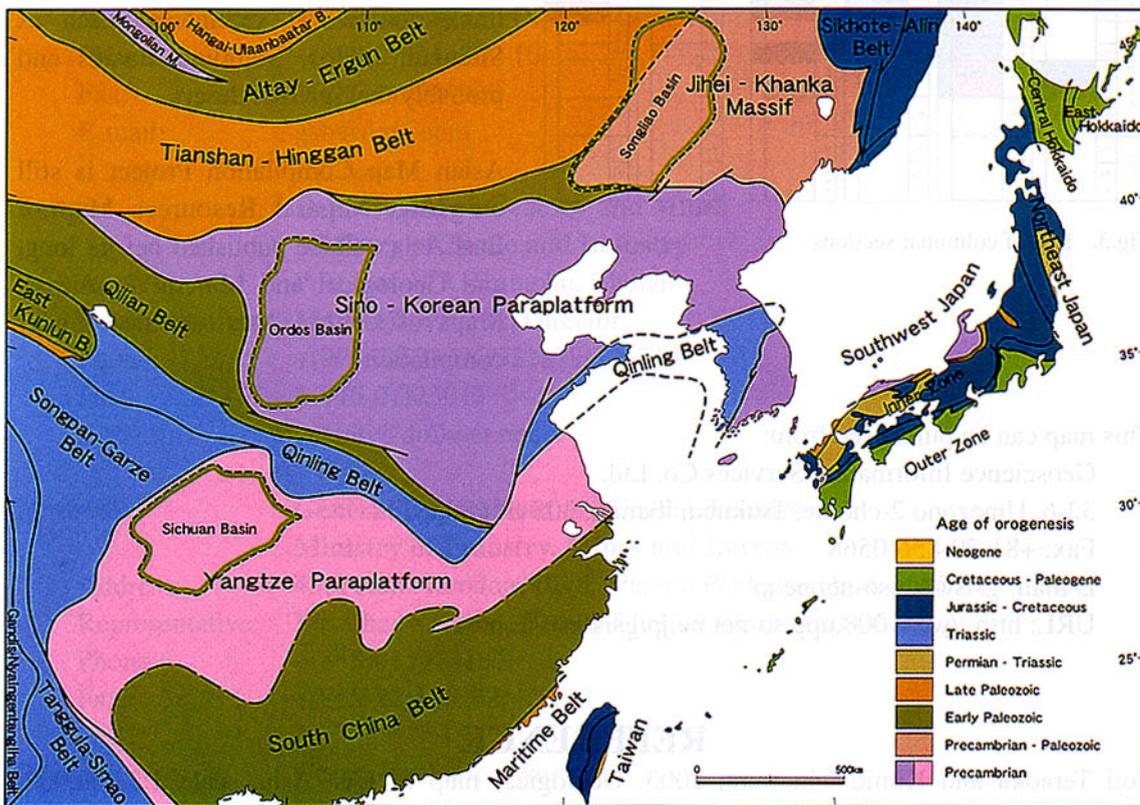 100°
110°
120°
130°
140°
45°
Mongolian M.
Hangai-Ulaanbaatar B.
Altay - Ergun Belt
Tianshan - Hinggan Belt
Songliao Basin
Jihei - Khanka
Massif
Sikhote-Alin
Belt
Central Hokkaido
East
Hokkaido
40°
Northeast Japan
Southwest Japan
35°
Inner Zone
Outer Zone
30°
East
Kunlun B.
Qilian Belt
Ordos Basin
Sino - Korean Paraplatform
Qinling Belt
Songpan-Garze
Belt
Qinling Belt
Sichuan Basin
Yangtze Paraplatform
South China Belt
Maritime Belt
Taiwan
Tanggula-Simao
Belt
25°
0 500km
Age of orogenesis
Neogene
Cretaceous - Paleogene
Jurassic - Cretaceous
Triassic
Permian - Triassic
Late Paleozoic
Early Paleozoic
Precambrian - Paleozoic
Precambrian